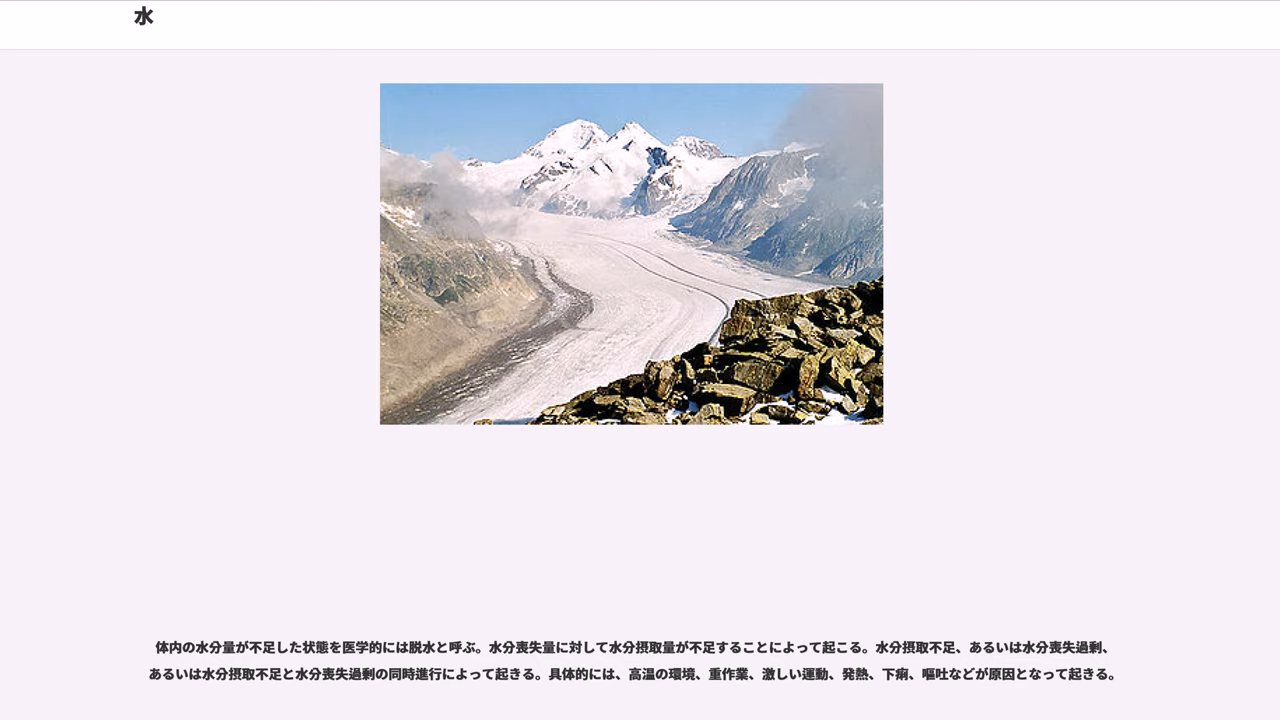 水
体内の水分量が不足した状態を医学的には脱水と呼ぶ。水分喪失量に対して水分摂取量が不足することによって起こる。水分摂取不足、あるいは水分喪失過剰、
あるいは水分摂取不足と水分喪失過剰の同時進行によって起きる。具体的には、高温の環境、重作業、激しい運動、発熱、下痢、嘔吐などが原因となって起きる。